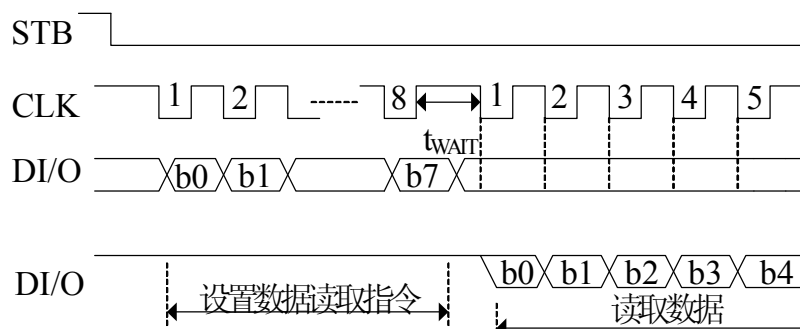 STB
CLK 1 2 8 1 2 3 4 5
tWAIT
DI/O b0 b1 b7
DI/O b0 b1 b2 b3 b4
设置数据读取指令 读取数据